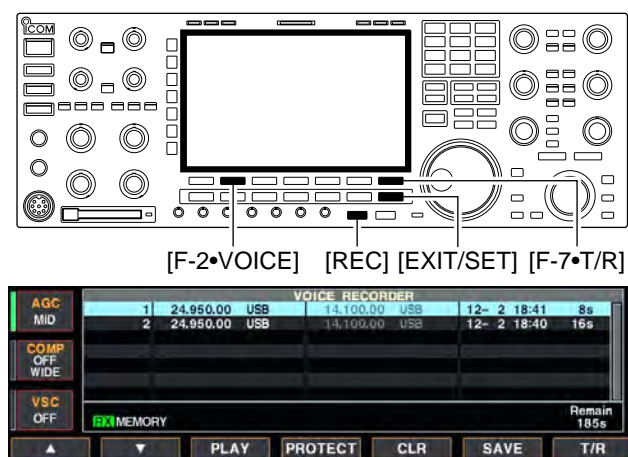 ICOM
[F-2•VOICE] [REC] [EXIT/SET] [F-7•T/R]
VOICE RECORDER
AGC
MID
1 24.950.00 USB 14.100.00 USB 12– 2 18:41 8s
2 24.950.00 USB 14.100.00 USB 12– 2 18:40 16s
COMP
OFF
WIDE
VSC
OFF
RX MEMORY
Remain
185s
▲ ▼ PLAY PROTECT CLR SAVE T/R